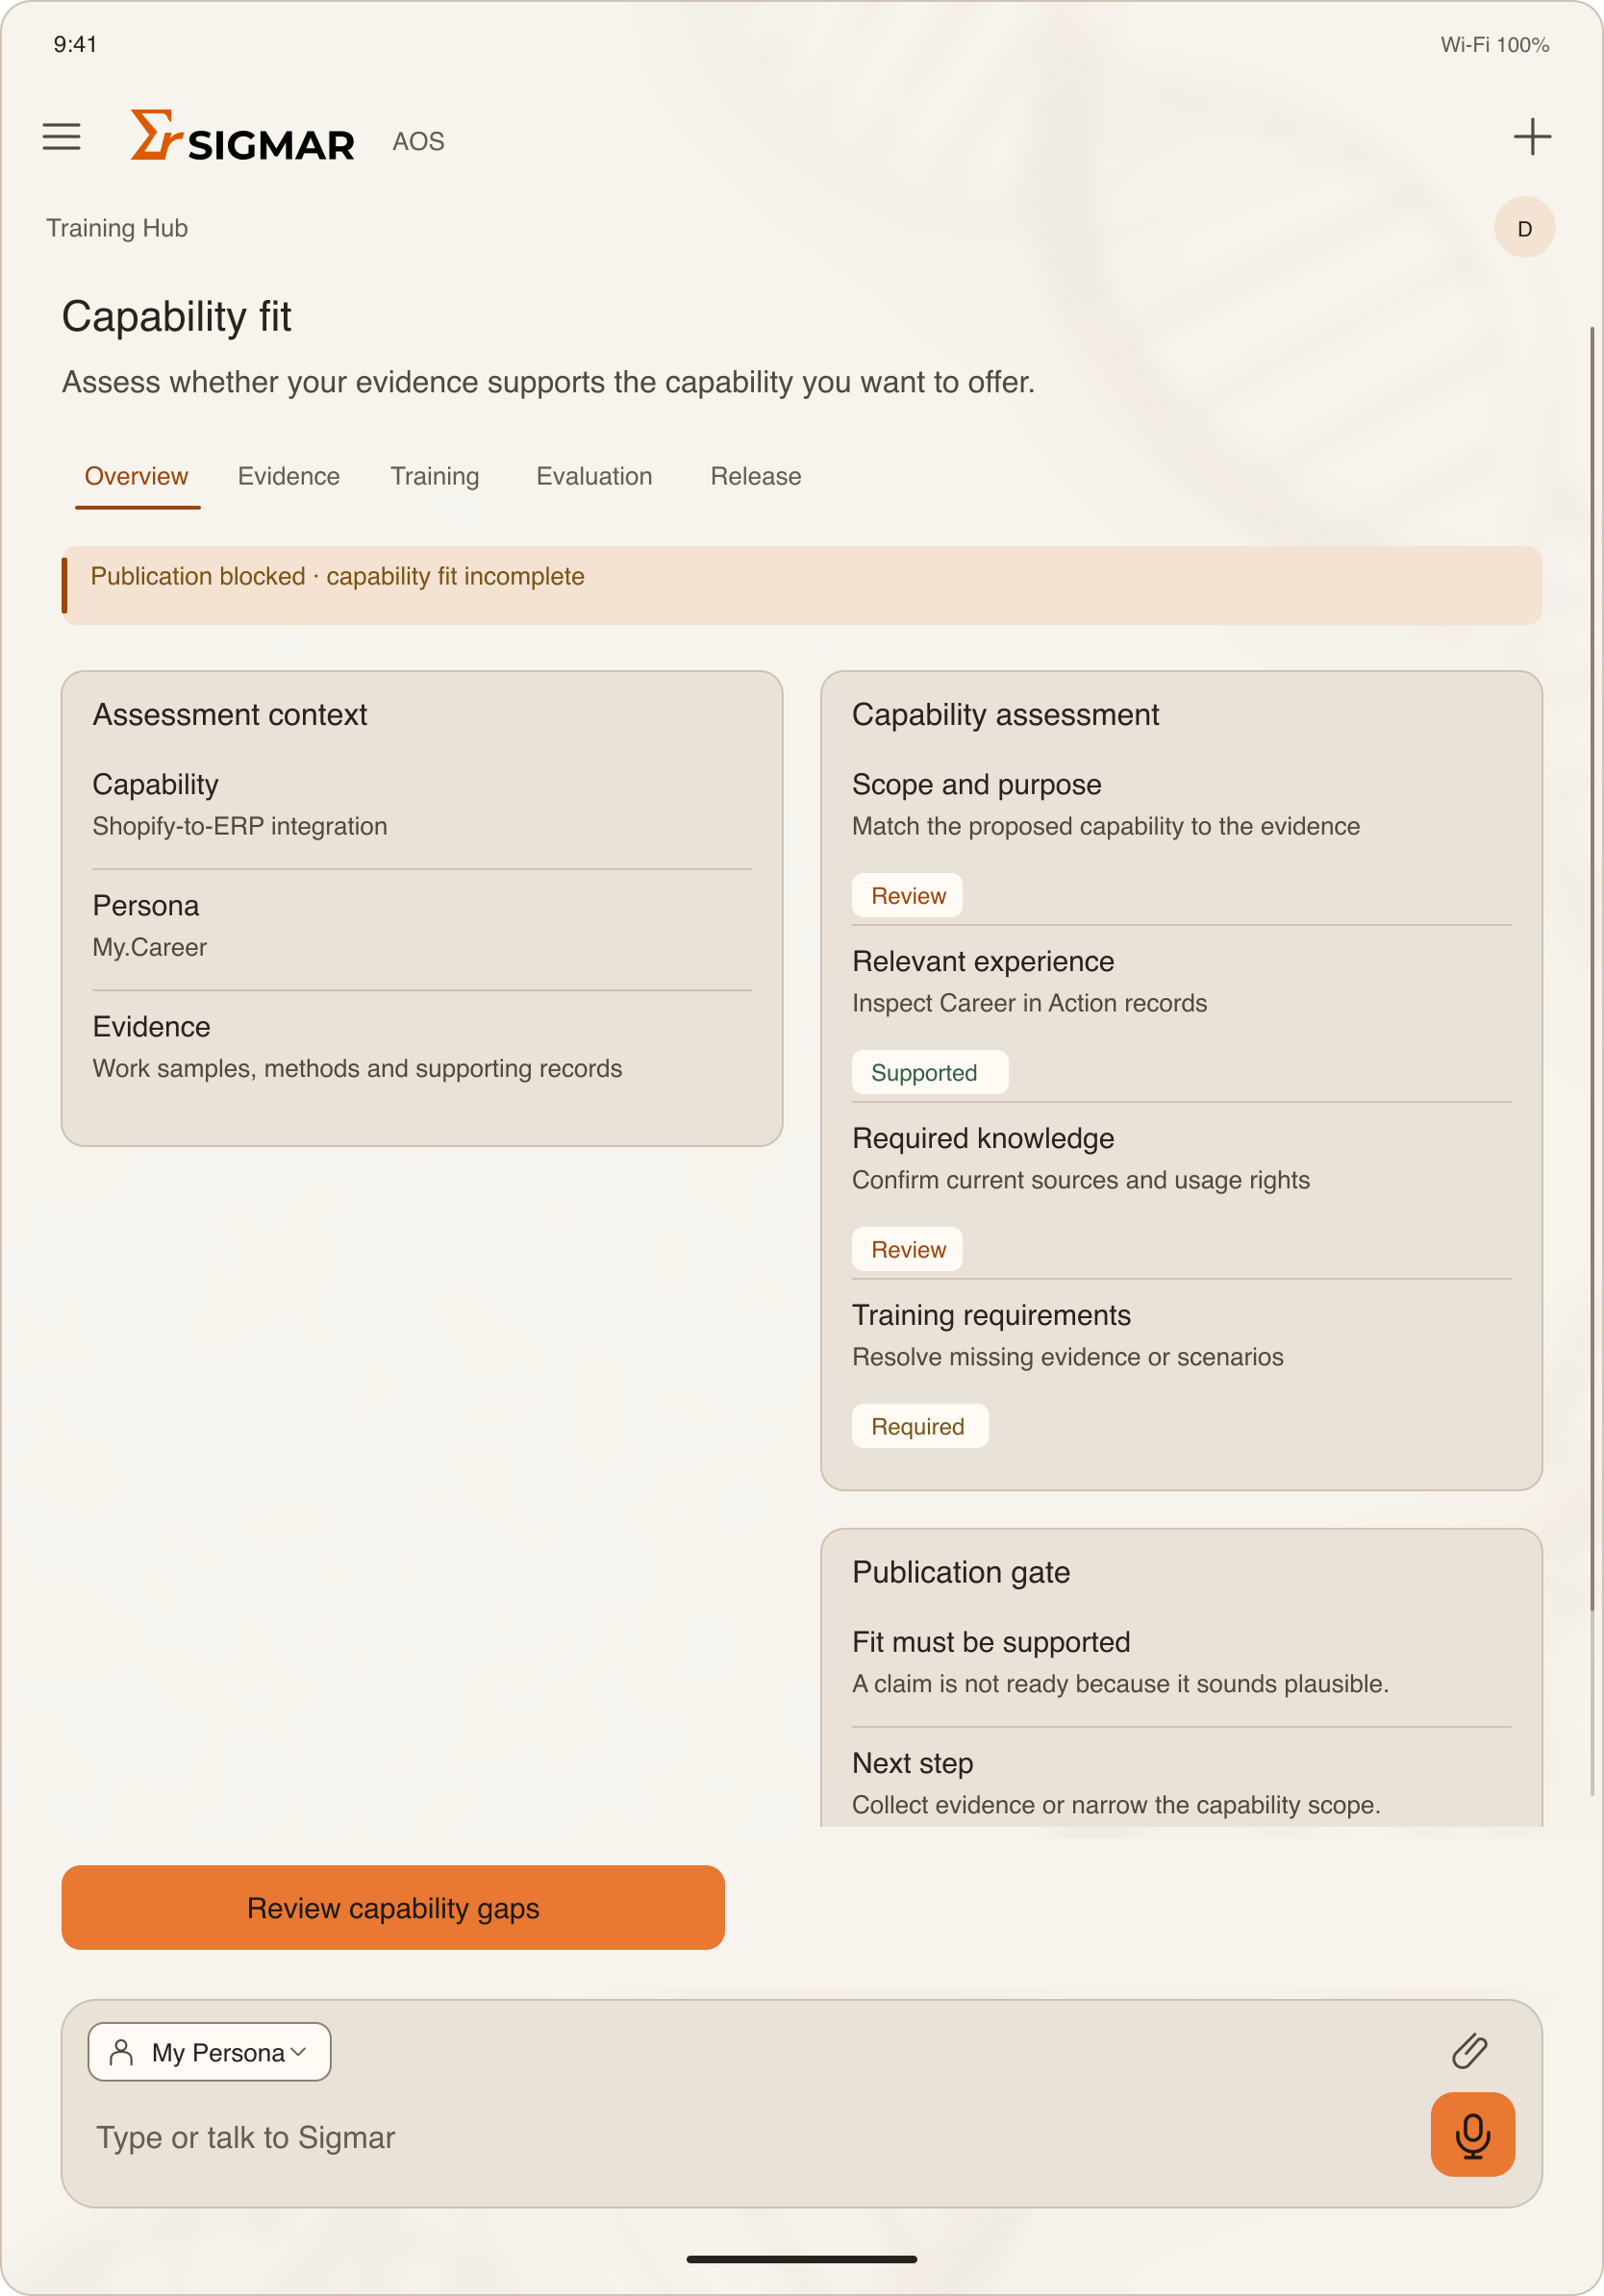 9:41
Wi-Fi 100%
Σr SIGMAR AOS
Training Hub
D
Capability fit
Assess whether your evidence supports the capability you want to offer.
Overview Evidence Training Evaluation Release
Publication blocked · capability fit incomplete
Assessment context
Capability
Shopify-to-ERP integration
Persona
My.Career
Evidence
Work samples, methods and supporting records
Capability assessment
Scope and purpose
Match the proposed capability to the evidence
Review
Relevant experience
Inspect Career in Action records
Supported
Required knowledge
Confirm current sources and usage rights
Review
Training requirements
Resolve missing evidence or scenarios
Required
Publication gate
Fit must be supported
A claim is not ready because it sounds plausible.
Next step
Collect evidence or narrow the capability scope.
Review capability gaps
My Persona
Type or talk to Sigmar